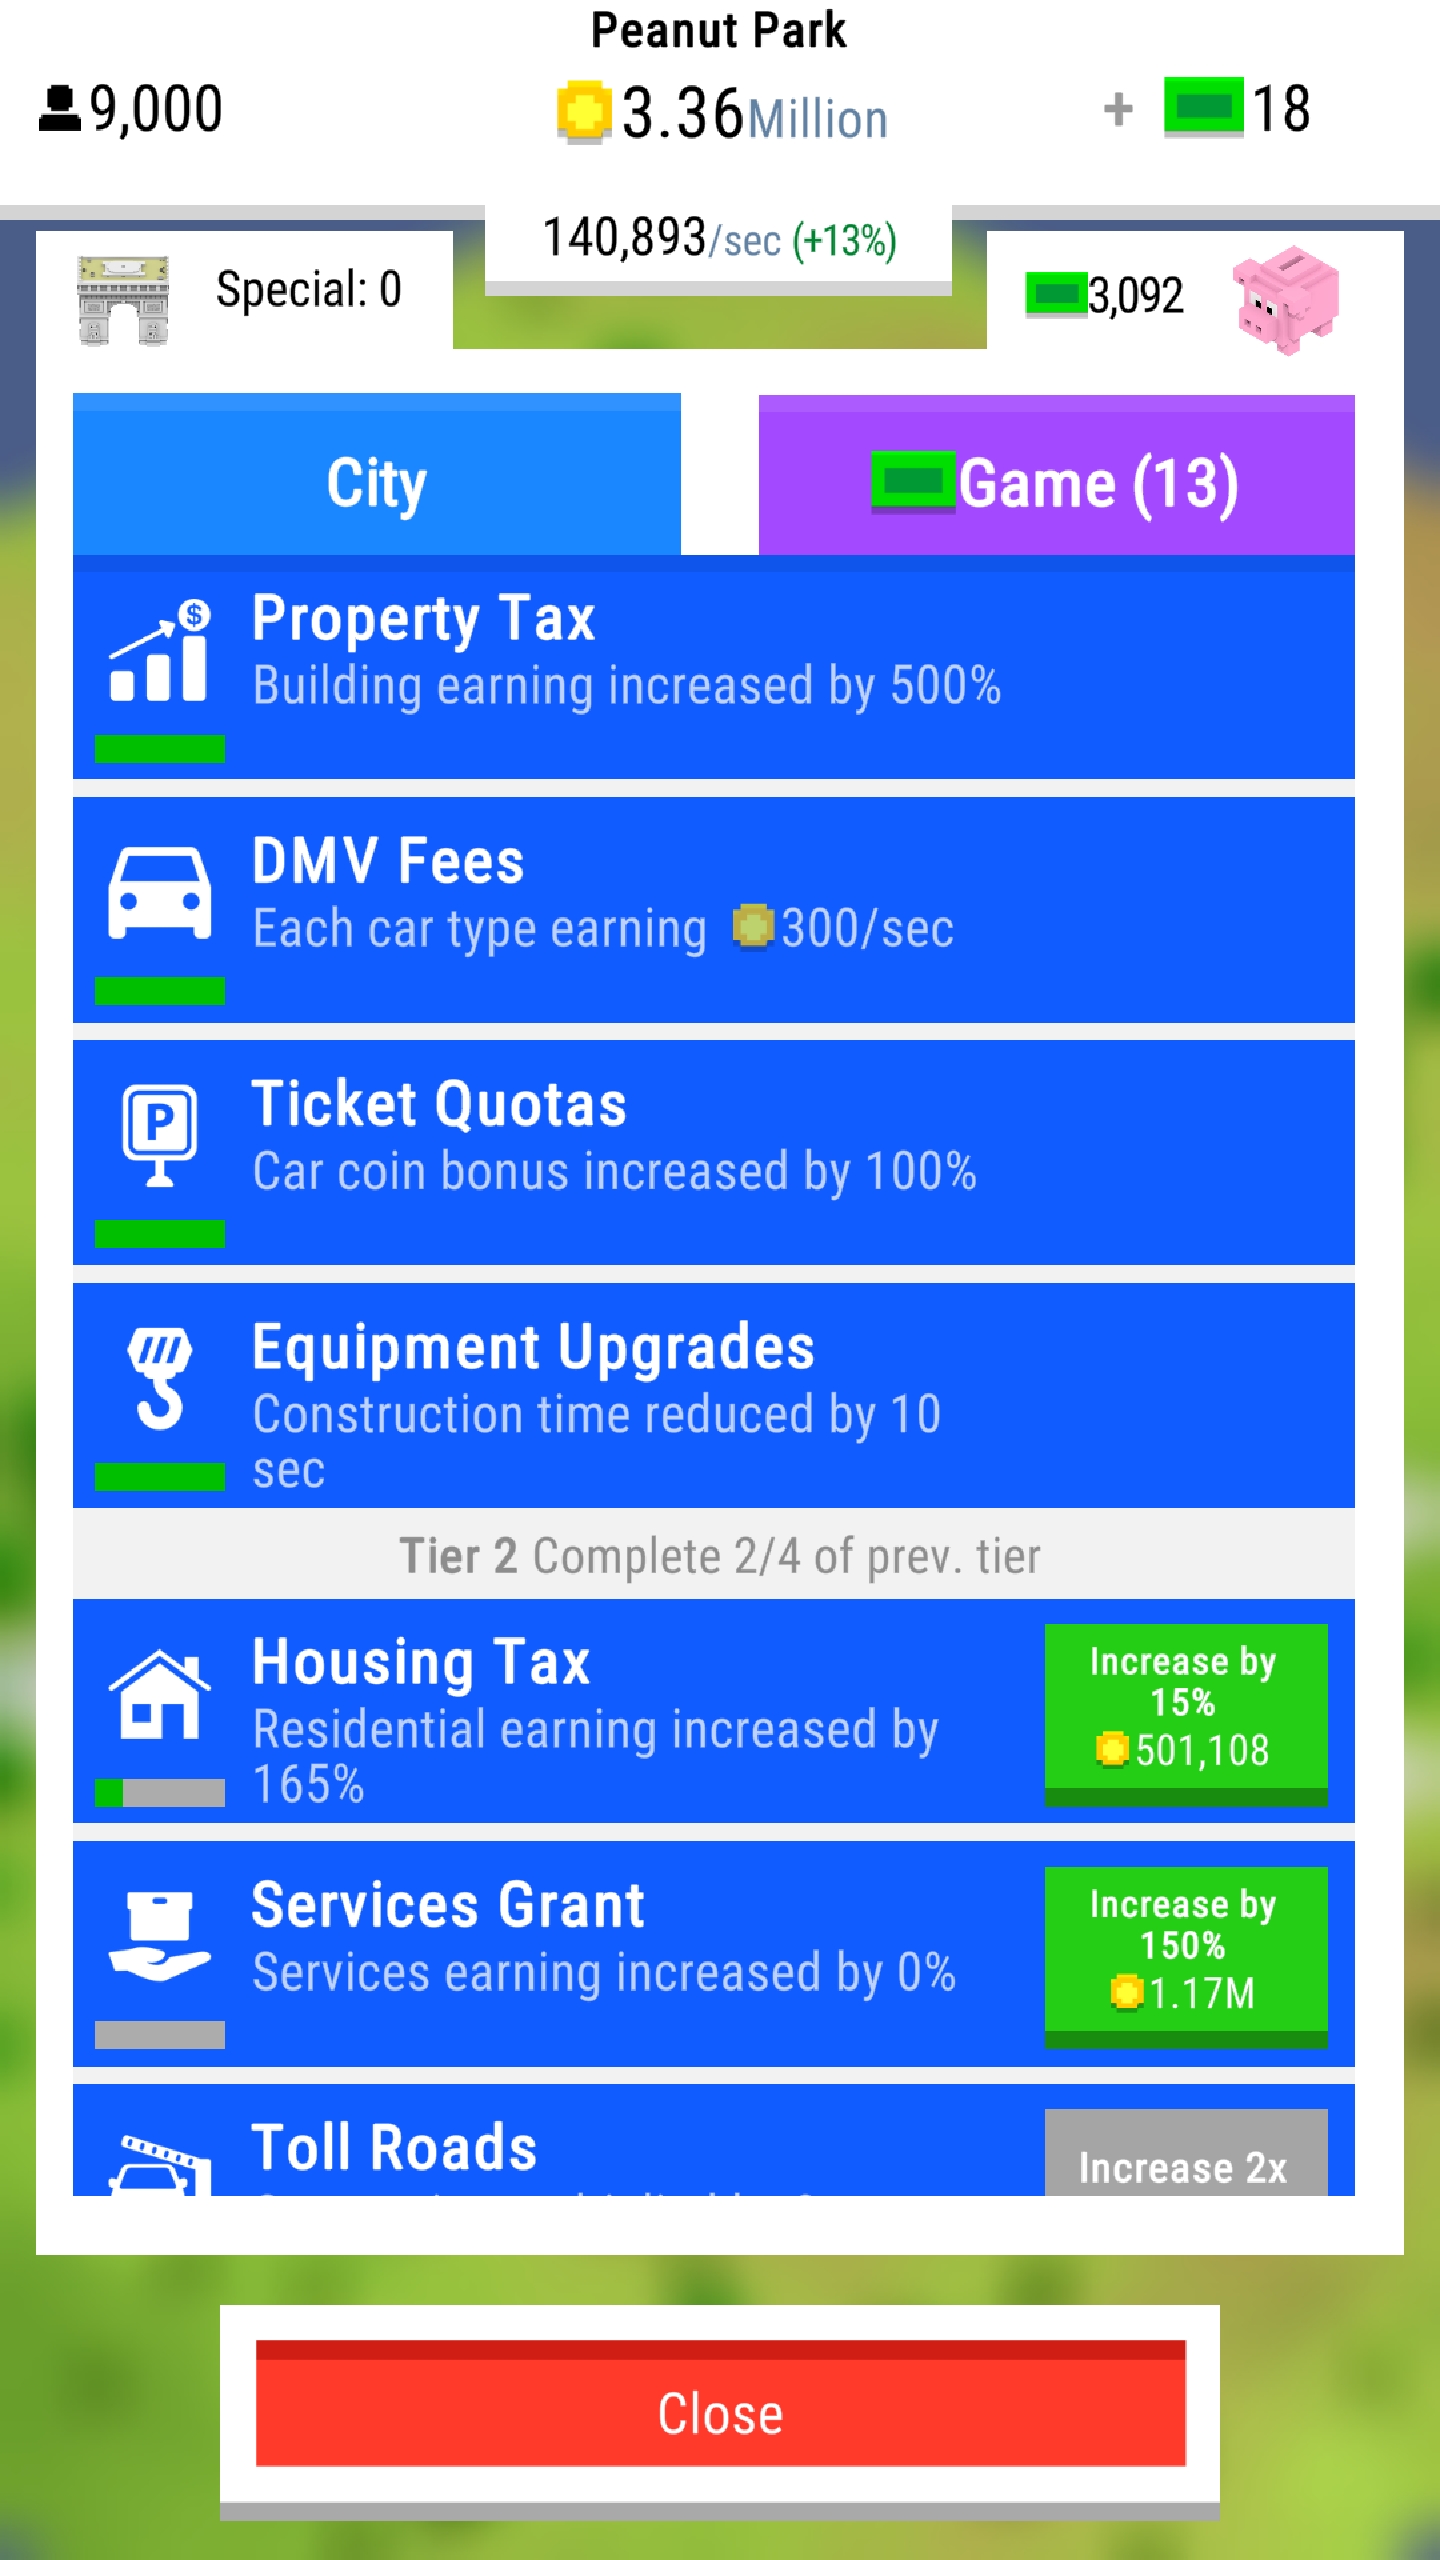 Peanut Park
9,000
3.36Million
+ 18
140,893/sec (+13%)
Special: 0
3,092
City
Game (13)
Property Tax
Building earning increased by 500%
DMV Fees
Each car type earning 300/sec
Ticket Quotas
Car coin bonus increased by 100%
Equipment Upgrades
Construction time reduced by 10
sec
Tier 2 Complete 2/4 of prev. tier
Housing Tax
Residential earning increased by
165%
Increase by
15%
501,108
Services Grant
Services earning increased by 0%
Increase by
150%
1.17M
Toll Roads
Increase 2x
Close